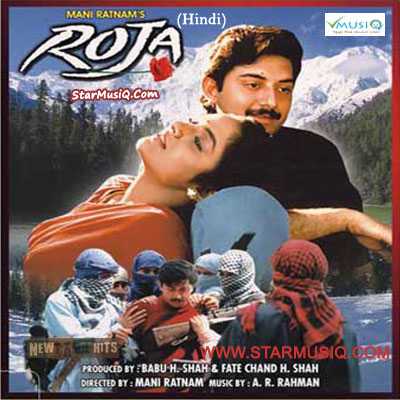 MANI RATNAM'S
(Hindi)
ROJA
VMUSIQ
StarMusiQ.Com
NEW HITS
WWW.STARMUSIQ.COM
PRODUCED BY : BABU H. SHAH & FATE CHAND H. SHAH
DIRECTED BY : MANI RATNAM MUSIC BY : A. R. RAHMAN